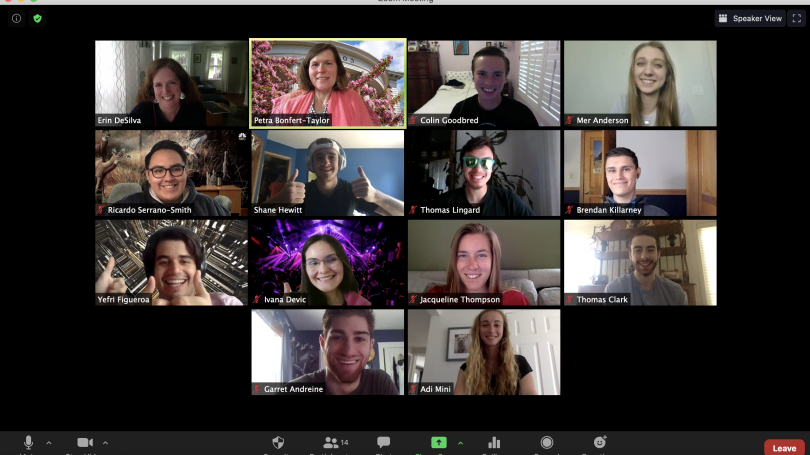 Zoom Meeting
Speaker View
Erin DeSilva
Petra Bonfert-Taylor
Colin Goodbred
Mer Anderson
Ricardo Serrano-Smith
Shane Hewitt
Thomas Lingard
Brendan Killarney
Yefri Figueroa
Ivana Devic
Jacqueline Thompson
Thomas Clark
Garret Andreine
Adi Mini
14
Leave